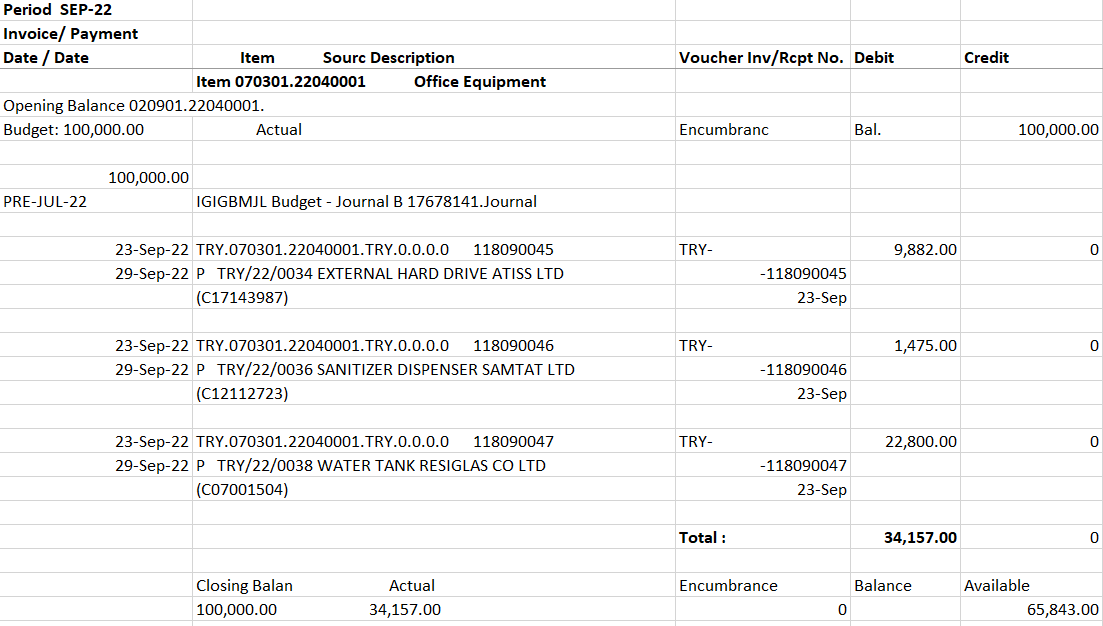 Period  SEP-22
Invoice/ Payment
Date / Date Item Sourc Description Voucher Inv/Rcpt No. Debit Credit
Item 070301.22040001 Office Equipment
Opening Balance 020901.22040001.
Budget: 100,000.00 Actual Encumbranc Bal. 100,000.00
100,000.00
PRE-JUL-22 IGIGBMJL Budget - Journal B 17678141.Journal
23-Sep-22 TRY.070301.22040001.TRY.0.0.0.0 118090045 TRY- 9,882.00 0
29-Sep-22 P TRY/22/0034 EXTERNAL HARD DRIVE ATISS LTD -118090045
(C17143987) 23-Sep
23-Sep-22 TRY.070301.22040001.TRY.0.0.0.0 118090046 TRY- 1,475.00 0
29-Sep-22 P TRY/22/0036 SANITIZER DISPENSER SAMTAT LTD -118090046
(C12112723) 23-Sep
23-Sep-22 TRY.070301.22040001.TRY.0.0.0.0 118090047 TRY- 22,800.00 0
29-Sep-22 P TRY/22/0038 WATER TANK RESIGLAS CO LTD -118090047
(C07001504) 23-Sep
Total : 34,157.00 0
Closing Balan Actual Encumbrance Balance Available
100,000.00 34,157.00 0 65,843.00